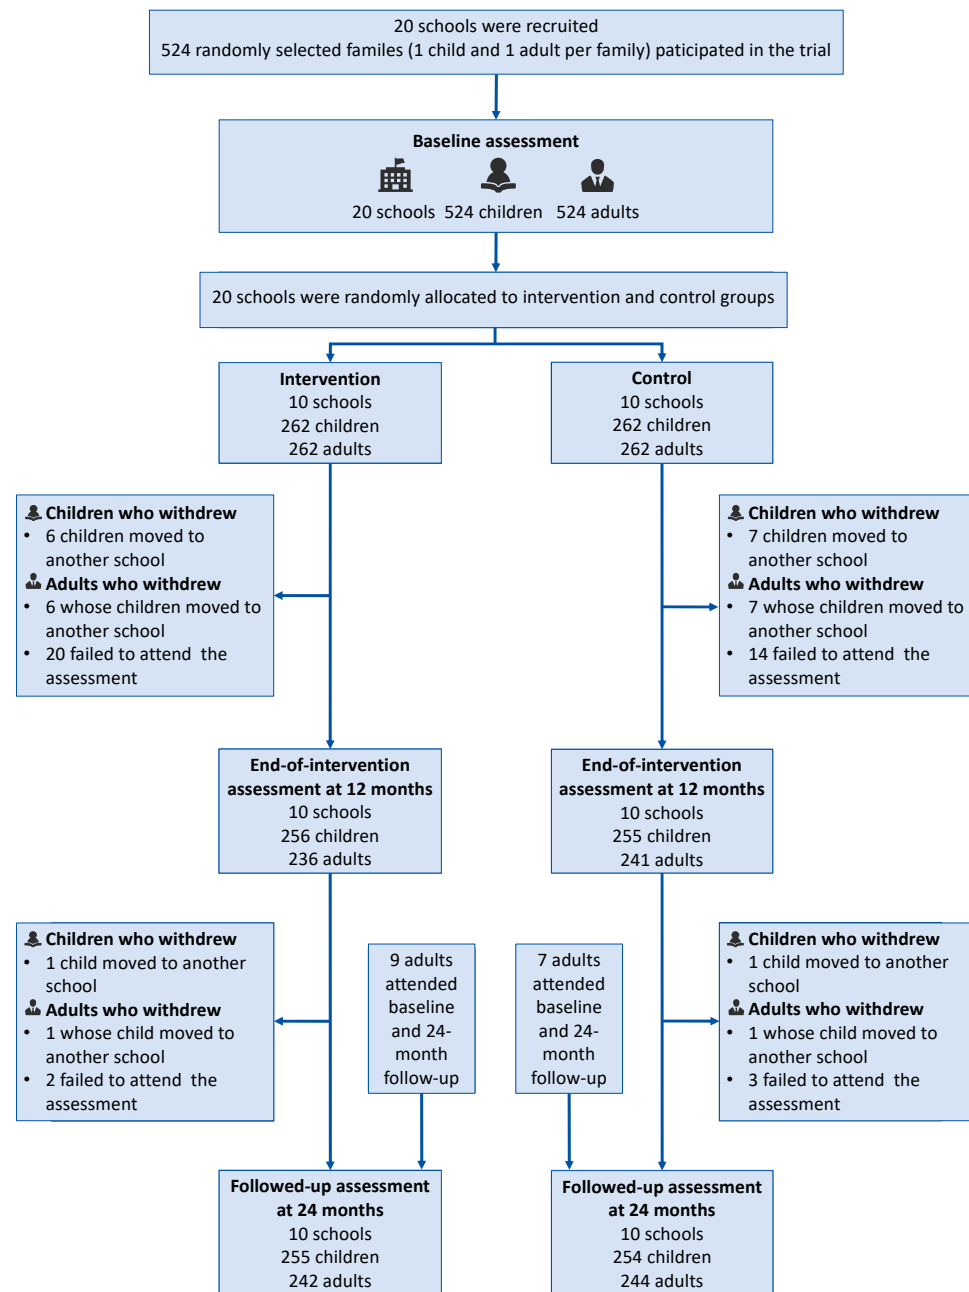 20 schools were recruited
524 randomly selected familes (1 child and 1 adult per family) paticipated in the trial
Baseline assessment
20 schools 524 children 524 adults
20 schools were randomly allocated to intervention and control groups
Intervention
10 schools
262 children
262 adults
Control
10 schools
262 children
262 adults
Children who withdrew
• 6 children moved to
another school
Adults who withdrew
• 6 whose children moved to
another school
• 20 failed to attend the
assessment
Children who withdrew
• 7 children moved to
another school
Adults who withdrew
• 7 whose children moved to
another school
• 14 failed to attend the
assessment
End-of-intervention
assessment at 12 months
10 schools
256 children
236 adults
End-of-intervention
assessment at 12 months
10 schools
255 children
241 adults
Children who withdrew
• 1 child moved to another
school
Adults who withdrew
• 1 whose child moved to
another school
• 2 failed to attend the
assessment
9 adults
attended
baseline
and 24-
month
follow-up
7 adults
attended
baseline
and 24-
month
follow-up
Children who withdrew
• 1 child moved to another
school
Adults who withdrew
• 1 whose child moved to
another school
• 3 failed to attend the
assessment
Followed-up assessment
at 24 months
10 schools
255 children
242 adults
Followed-up assessment
at 24 months
10 schools
254 children
244 adults